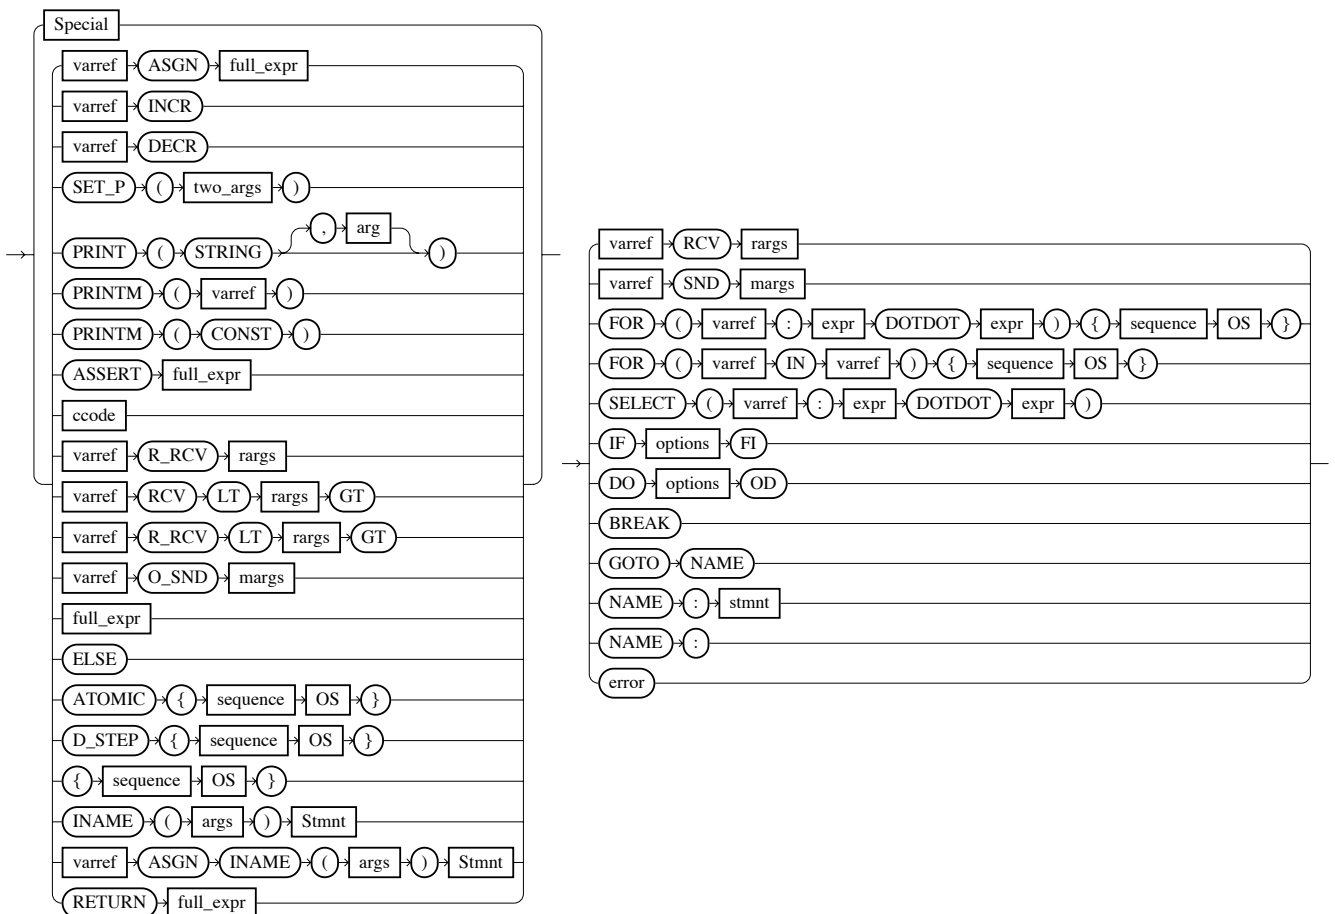 Special
varref ASGN full_expr
varref INCR
varref DECR
SET_P ( two_args )
, arg
PRINT ( STRING )
PRINTM ( varref )
PRINTM ( CONST )
ASSERT full_expr
ccode
varref R_RCV rargs
varref RCV LT rargs GT
varref R_RCV LT rargs GT
varref O_SND margs
full_expr
ELSE
ATOMIC { sequence OS }
D_STEP { sequence OS }
{ sequence OS }
INAME ( args ) Stmnt
varref ASGN INAME ( args ) Stmnt
RETURN full_expr
varref RCV rargs
varref SND margs
FOR ( varref : expr DOTDOT expr ) { sequence OS }
FOR ( varref IN varref ) { sequence OS }
SELECT ( varref : expr DOTDOT expr )
IF options FI
DO options OD
BREAK
GOTO NAME
NAME : stmnt
NAME :
error